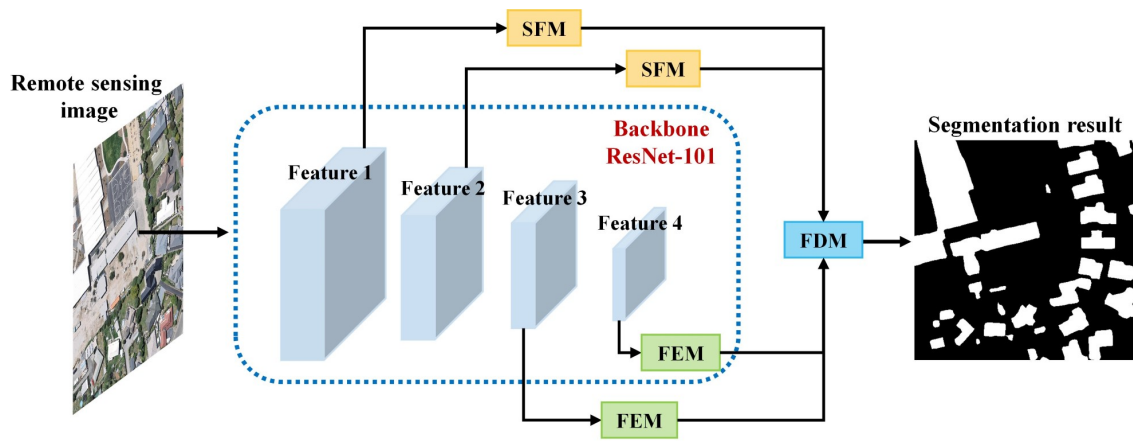 SFM
SFM
Remote sensing
image
Backbone
ResNet-101
Segmentation result
Feature 1
Feature 2
Feature 3
Feature 4
FDM
FEM
FEM